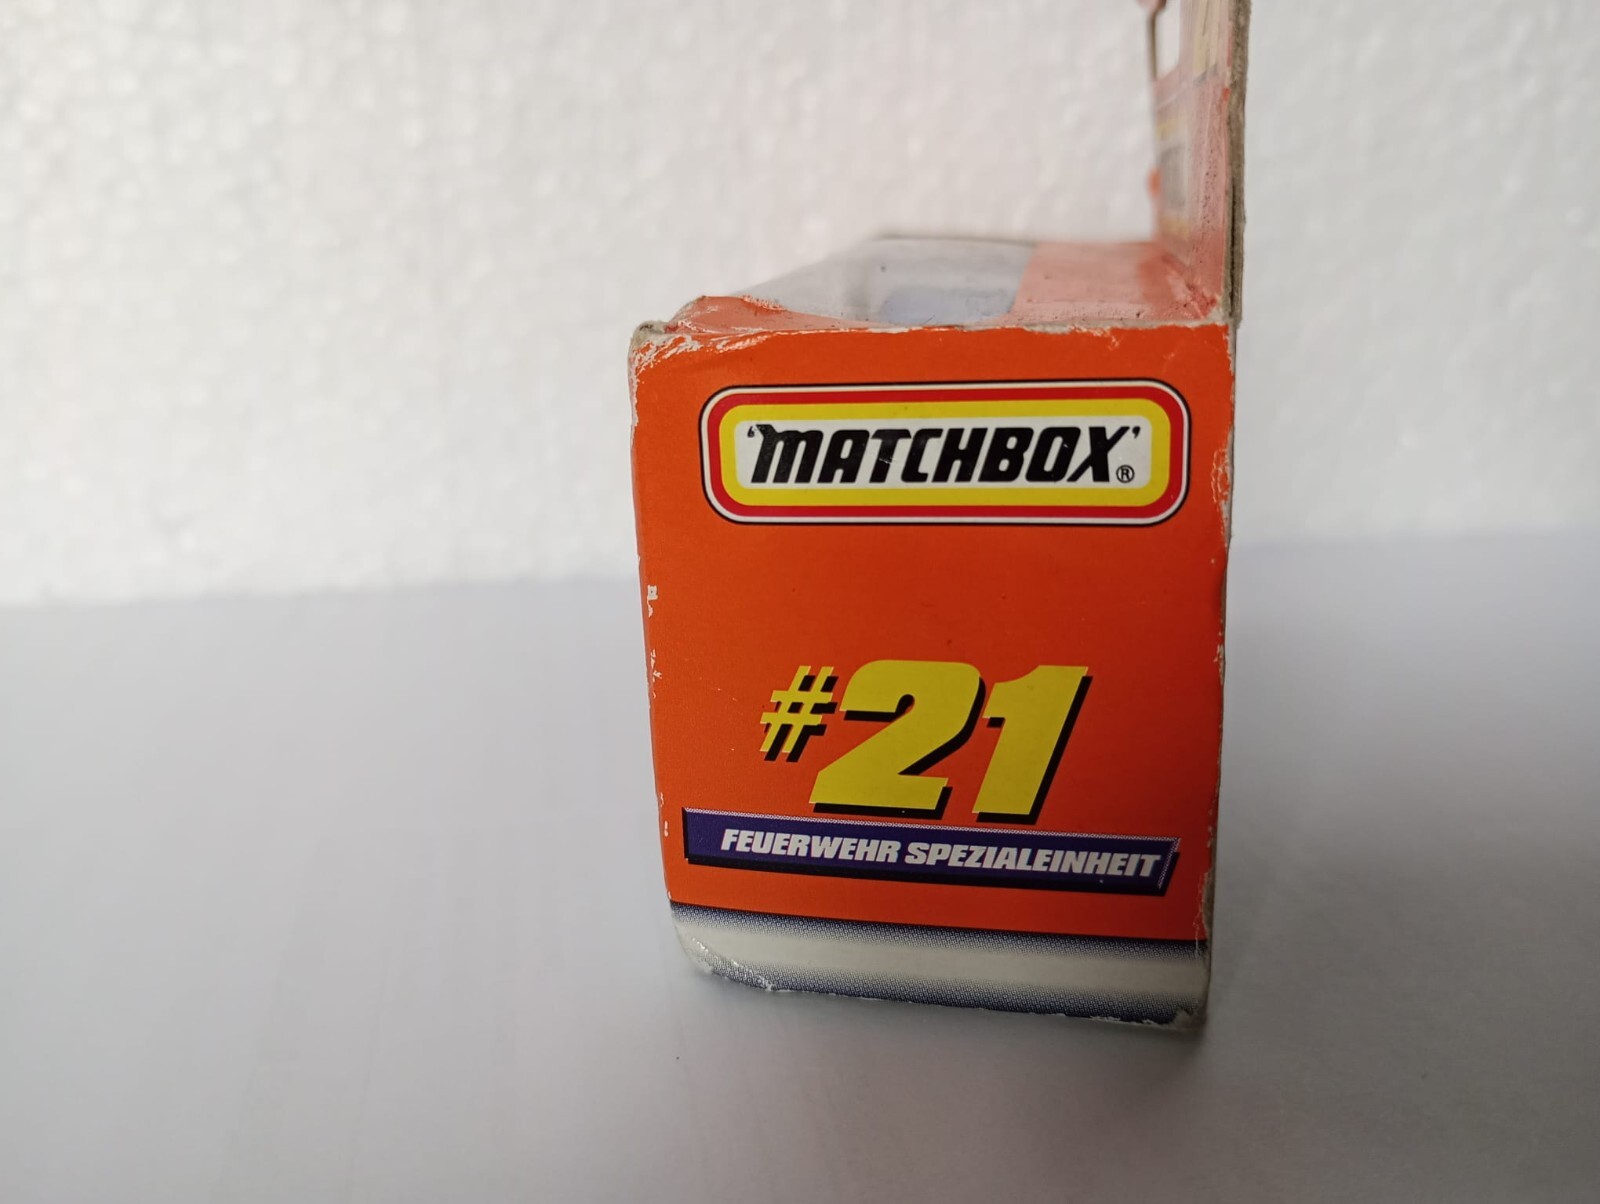 'MATCHBOX'®
#21
FEUERWEHR SPEZIALEINHEIT